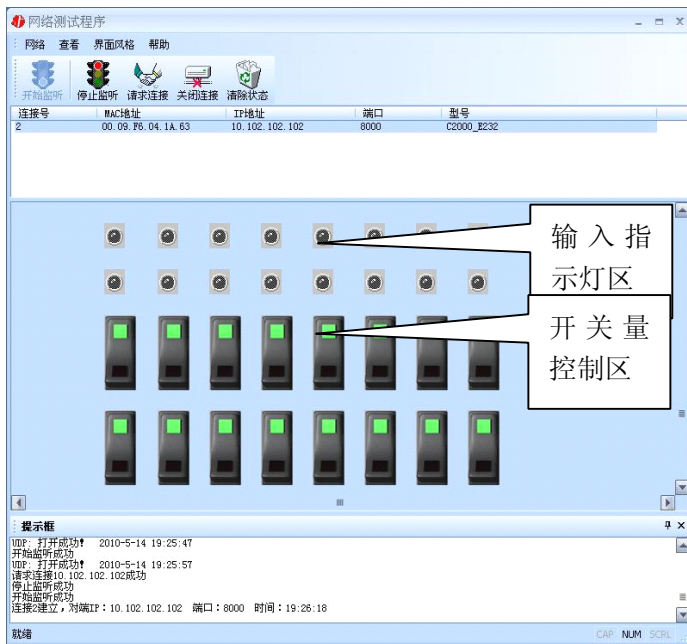 网络测试程序
网络 查看 界面风格 帮助
开始监听 停止监听 请求连接 关闭连接 清除状态
连接号 MAC地址 IP地址 端口 型号
2 00.09.F6.04.1A.63 10.102.102.102 8000 C2000_E232
输入指
示灯区
开关量
控制区
提示框
UDP: 打开成功! 2010-5-14 19:25:47
开始监听成功
UDP: 打开成功! 2010-5-14 19:25:57
请求连接10.102.102.102成功
停止监听成功
开始监听成功
连接2建立，对端IP：10.102.102.102 端口：8000 时间：19:26:18
就绪
CAP NUM SCRL